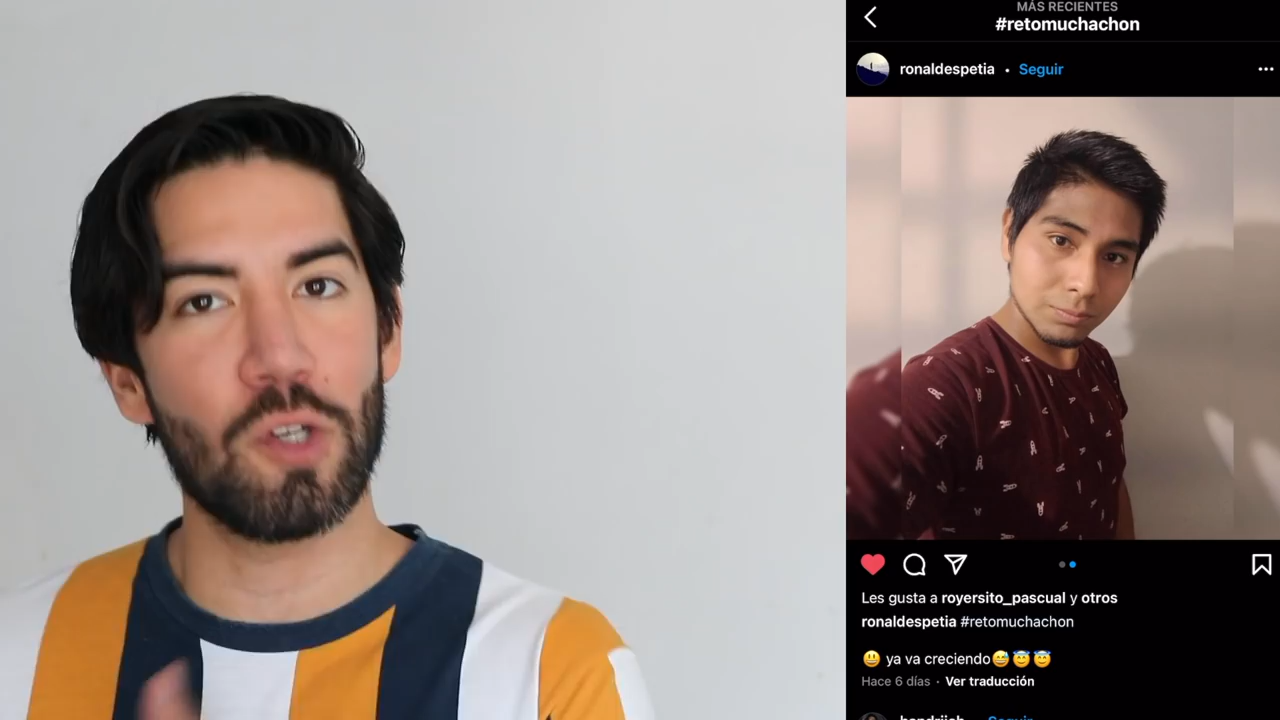 MÁS RECIENTES
#retomuchachon
ronaldespetia • Seguir
Les gusta a royersito_pascual y otros
ronaldespetia #retomuchachon
😃 ya va creciendo😅😇😇
Hace 6 días · Ver traducción
Seguir